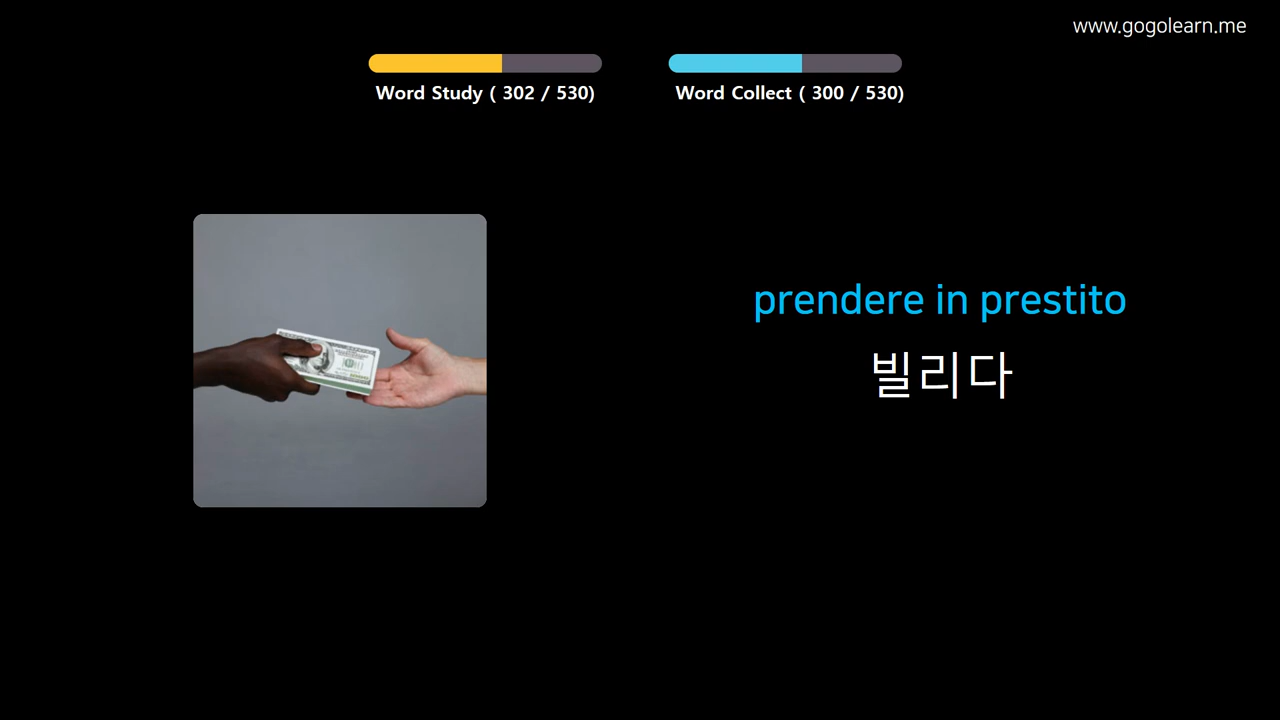 www.gogolearn.me
Word Study ( 302 / 530)
Word Collect ( 300 / 530)
prendere in prestito
빌리다